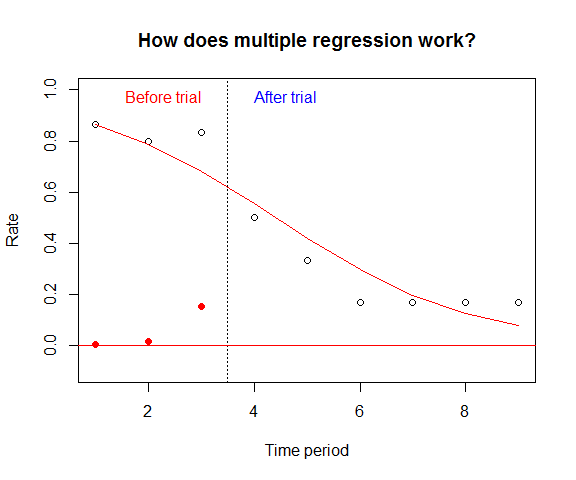 How does multiple regression work?
Before trial
After trial
Rate
1.0
0.8
0.6
0.4
0.2
0.0
2
4
6
8
Time period